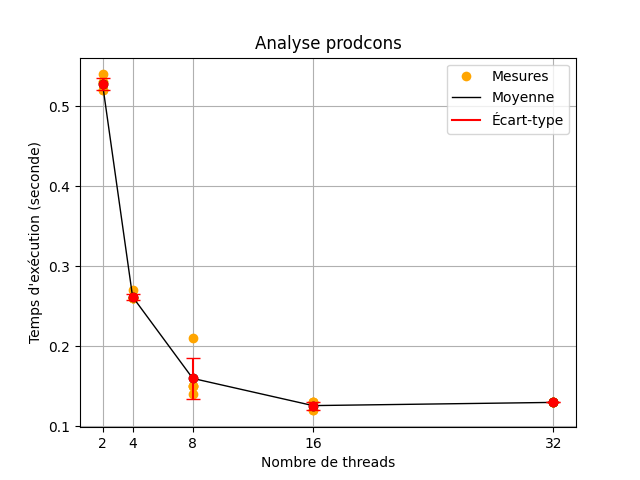 Analyse prodcons
Mesures
Moyenne
Écart-type
Temps d'exécution (seconde)
0.5
0.4
0.3
0.2
0.1
2 4 8 16 32
Nombre de threads